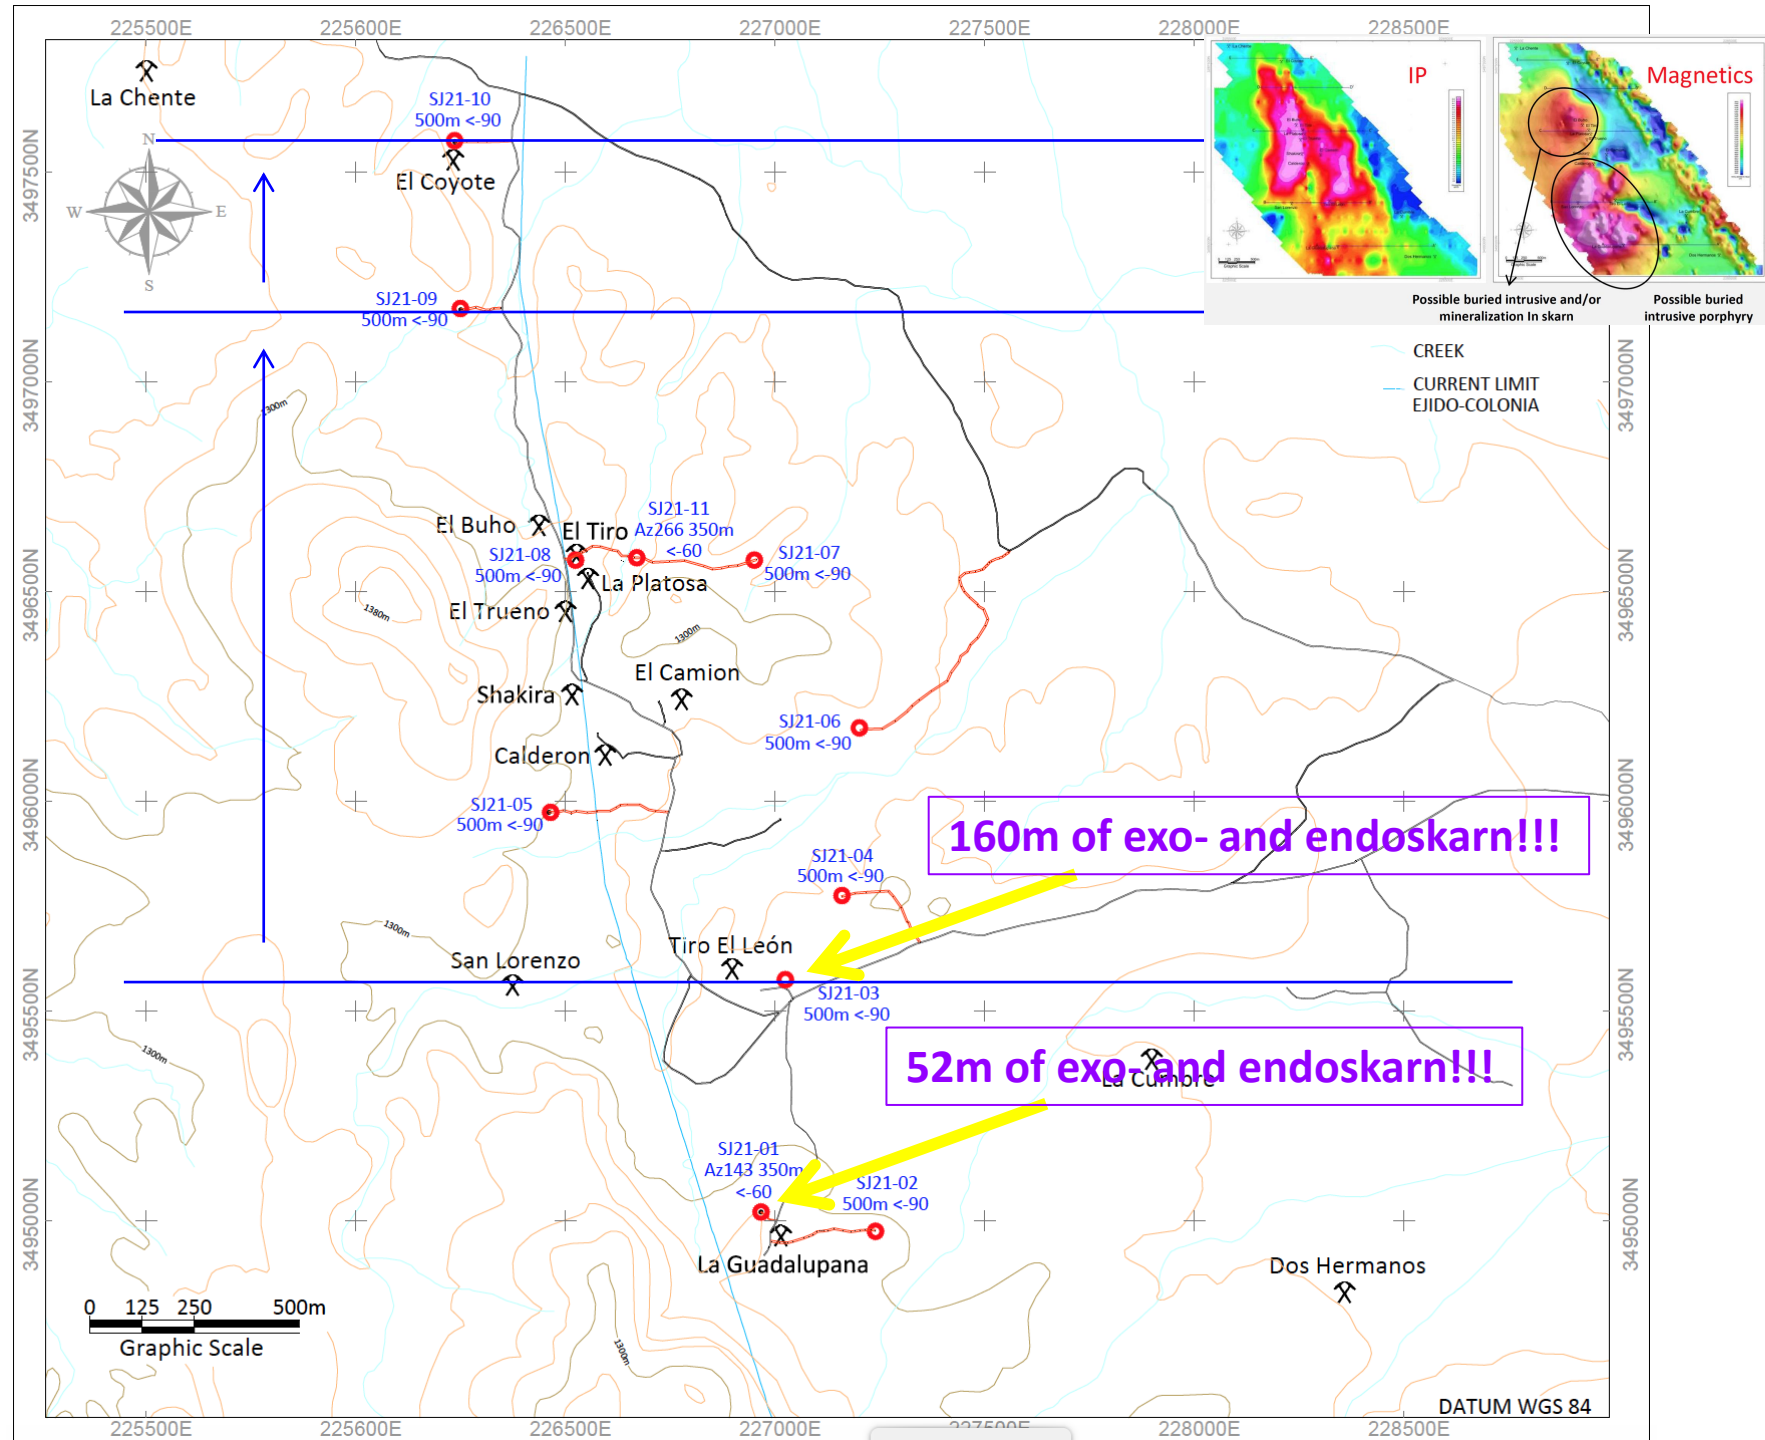 225500E
225600E
226500E
227000E
227500E
228000E
228500E
La Chente
SJ21-10
500m <-90
El Coyote
N
W
E
S
3497500N
SJ21-09
500m <-90
IP
Magnetics
Possible buried intrusive and/or
mineralization In skarn
Possible buried
intrusive porphyry
CREEK
CURRENT LIMIT
EJIDO-COLONIA
3497000N
3497000N
1300m
El Buho
El Tiro
SJ21-11
Az266 350m
<-60
SJ21-08
500m <-90
SJ21-07
500m <-90
La Platosa
El Trueno
3496500N
3496500N
1380m
1300m
El Camion
Shakira
SJ21-06
500m <-90
Calderon
3496000N
3496000N
SJ21-05
500m <-90
160m of exo- and endoskarn!!!
SJ21-04
500m <-90
1300m
Tiro El León
San Lorenzo
SJ21-03
500m <-90
3495500N
3495500N
1300m
52m of exo- and endoskarn!!!
La Cumbre
SJ21-01
Az143 350m
<-60
SJ21-02
500m <-90
3495000N
3495000N
La Guadalupana
Dos Hermanos
0 125 250 500m
Graphic Scale
1300m
DATUM WGS 84
225500E
225600E
226500E
227000E
227500E
228000E
228500E